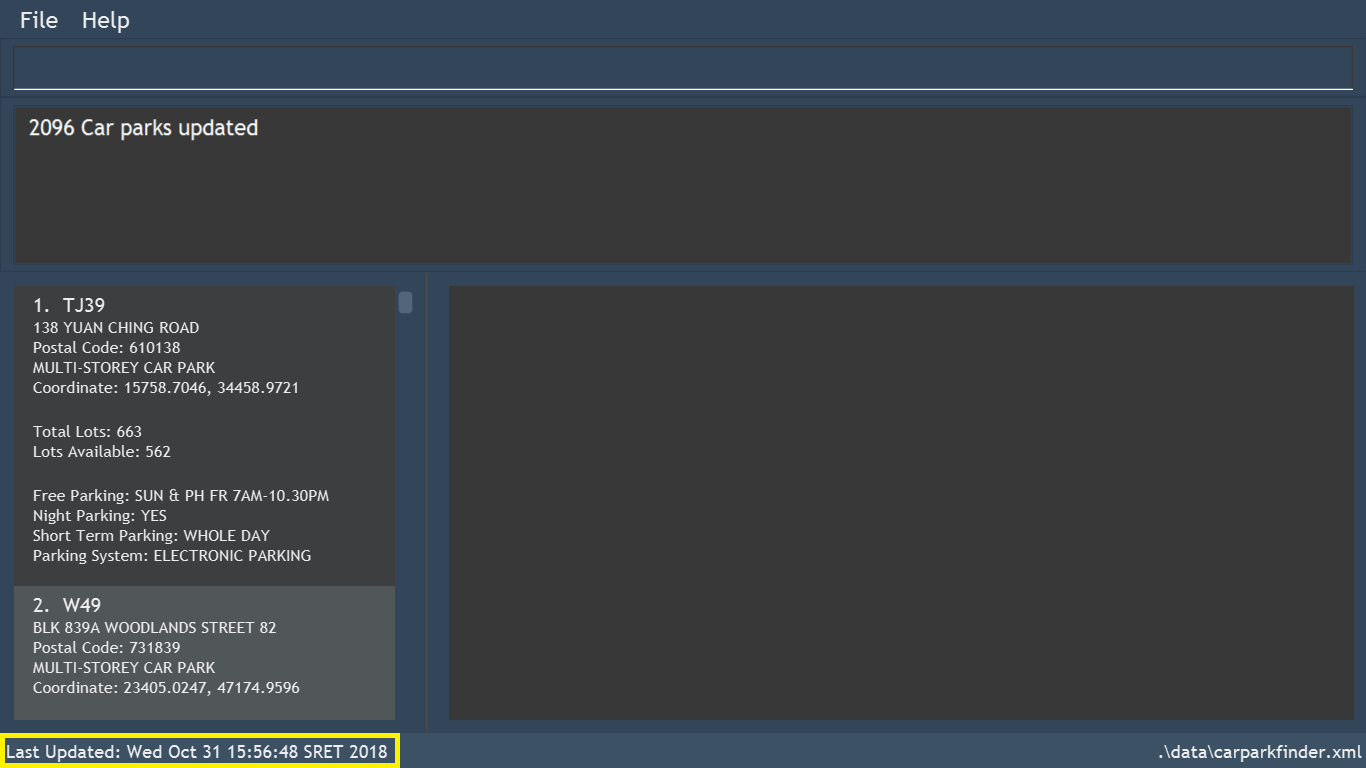 File Help
2096 Car parks updated
1. TJ39
138 YUAN CHING ROAD
Postal Code: 610138
MULTI-STOREY CAR PARK
Coordinate: 15758.7046, 34458.9721
Total Lots: 663
Lots Available: 562
Free Parking: SUN & PH FR 7AM-10.30PM
Night Parking: YES
Short Term Parking: WHOLE DAY
Parking System: ELECTRONIC PARKING
2. W49
BLK 839A WOODLANDS STREET 82
Postal Code: 731839
MULTI-STOREY CAR PARK
Coordinate: 23405.0247, 47174.9596
Last Updated: Wed Oct 31 15:56:48 SRET 2018
.\data\carparkfinder.xml